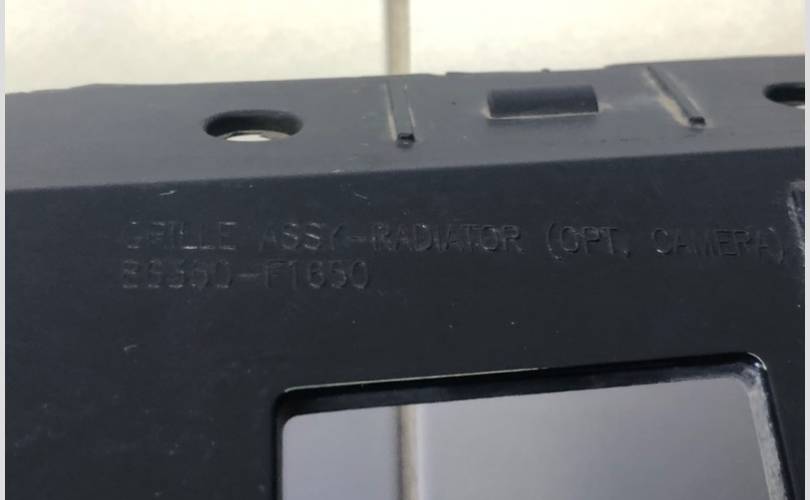 GRILLE ASSY-RADIATOR (OPT. CAMERA)
86350-F1650